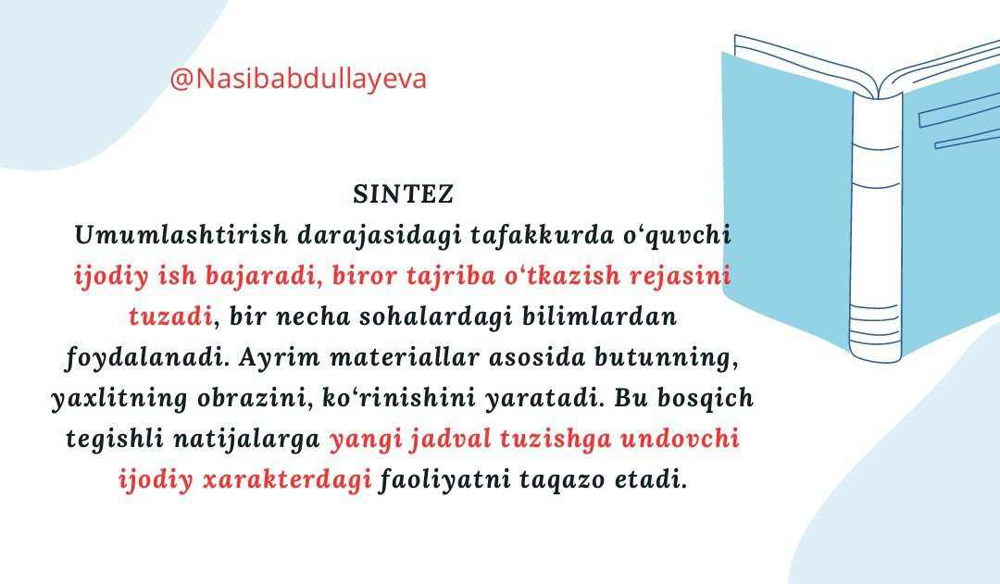 @Nasibabdullayeva
SINTEZ
Umumlashtirish darajasidagi tafakkurda o‘quvchi
ijodiy ish bajaradi, biror tajriba o‘tkazish rejasini
tuzadi, bir necha sohalardagi bilimlardan
foydalanadi. Ayrim materiallar asosida butunning,
yaxlitning obrazini, ko‘rinishini yaratadi. Bu bosqich
tegishli natijalarga yangi jadval tuzishga undovchi
ijodiy xarakterdagi faoliyatni taqazo etadi.